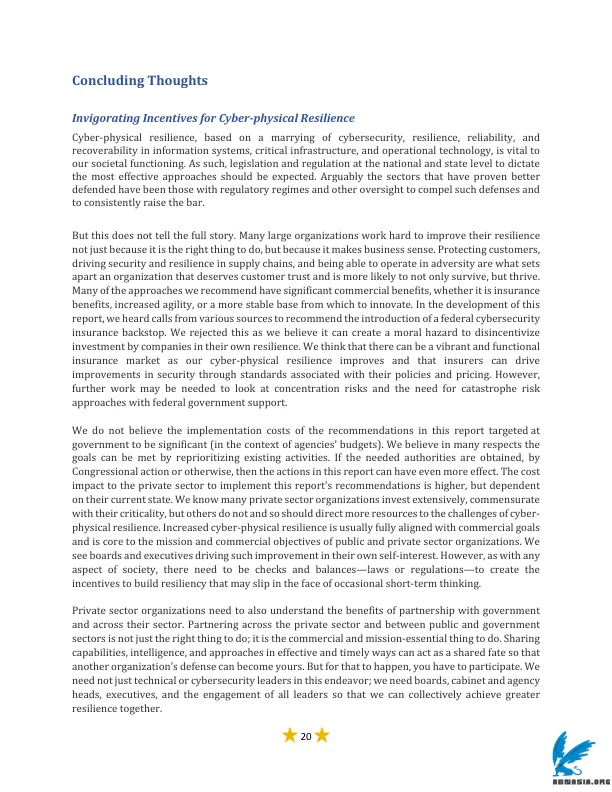 Concluding Thoughts
Invigorating Incentives for Cyber-physical Resilience
Cyber-physical resilience, based on a marrying of cybersecurity, resilience, reliability, and
recoverability in information systems, critical infrastructure, and operational technology, is vital to
our societal functioning. As such, legislation and regulation at the national and state level to dictate
the most effective approaches should be expected. Arguably the sectors that have proven better
defended have been those with regulatory regimes and other oversight to compel such defenses and
to consistently raise the bar.
But this does not tell the full story. Many large organizations work hard to improve their resilience
not just because it is the right thing to do, but because it makes business sense. Protecting customers,
driving security and resilience in supply chains, and being able to operate in adversity are what sets
apart an organization that deserves customer trust and is more likely to not only survive, but thrive.
Many of the approaches we recommend have significant commercial benefits, whether it is insurance
benefits, increased agility, or a more stable base from which to innovate. In the development of this
report, we heard calls from various sources to recommend the introduction of a federal cybersecurity
insurance backstop. We rejected this as we believe it can create a moral hazard to disincentivize
investment by companies in their own resilience. We think that there can be a vibrant and functional
insurance market as our cyber-physical resilience improves and that insurers can drive
improvements in security through standards associated with their policies and pricing. However,
further work may be needed to look at concentration risks and the need for catastrophe risk
approaches with federal government support.
We do not believe the implementation costs of the recommendations in this report targeted at
government to be significant (in the context of agencies' budgets). We believe in many respects the
goals can be met by reprioritizing existing activities. If the needed authorities are obtained, by
Congressional action or otherwise, then the actions in this report can have even more effect. The cost
impact to the private sector to implement this report's recommendations is higher, but dependent
on their current state. We know many private sector organizations invest extensively, commensurate
with their criticality, but others do not and so should direct more resources to the challenges of cyber-
physical resilience. Increased cyber-physical resilience is usually fully aligned with commercial goals
and is core to the mission and commercial objectives of public and private sector organizations. We
see boards and executives driving such improvement in their own self-interest. However, as with any
aspect of society, there need to be checks and balances—laws or regulations—to create the
incentives to build resiliency that may slip in the face of occasional short-term thinking.
Private sector organizations need to also understand the benefits of partnership with government
and across their sector. Partnering across the private sector and between public and government
sectors is not just the right thing to do; it is the commercial and mission-essential thing to do. Sharing
capabilities, intelligence, and approaches in effective and timely ways can act as a shared fate so that
another organization's defense can become yours. But for that to happen, you have to participate. We
need not just technical or cybersecurity leaders in this endeavor; we need boards, cabinet and agency
heads, executives, and the engagement of all leaders so that we can collectively achieve greater
resilience together.
20
ABNASIA.ORG